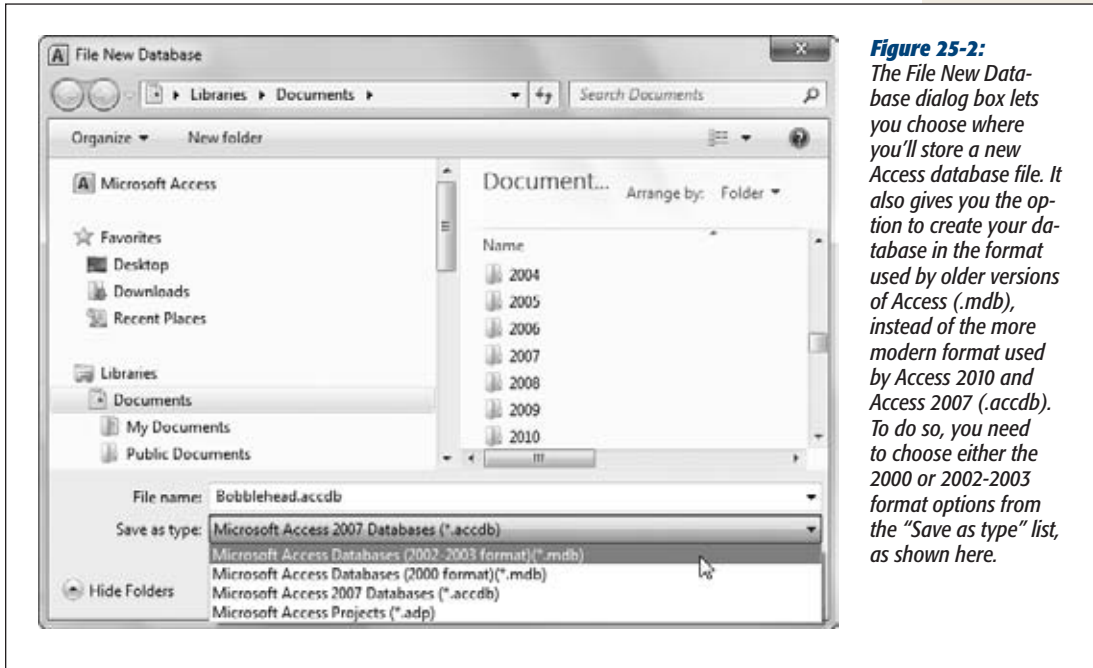 File New Database
Libraries ▸ Documents ▸
Search Documents
Organize
New folder
Microsoft Access
Favorites
Desktop
Downloads
Recent Places
Libraries
Documents
My Documents
Public Documents
Document...
Arrange by: Folder
Name
2004
2005
2006
2007
2008
2009
2010
File name: Bobblehead.accdb
Save as type: Microsoft Access 2007 Databases (*.accdb)
Microsoft Access Databases (2002-2003 format)(*.mdb)
Microsoft Access Databases (2000 format)(*.mdb)
Microsoft Access 2007 Databases (*.accdb)
Microsoft Access Projects (*.adp)
Hide Folders
Figure 25-2:
The File New Data-
base dialog box lets
you choose where
you'll store a new
Access database file. It
also gives you the op-
tion to create your da-
tabase in the format
used by older versions
of Access (.mdb),
instead of the more
modern format used
by Access 2010 and
Access 2007 (.accdb).
To do so, you need
to choose either the
2000 or 2002-2003
format options from
the "Save as type" list,
as shown here.